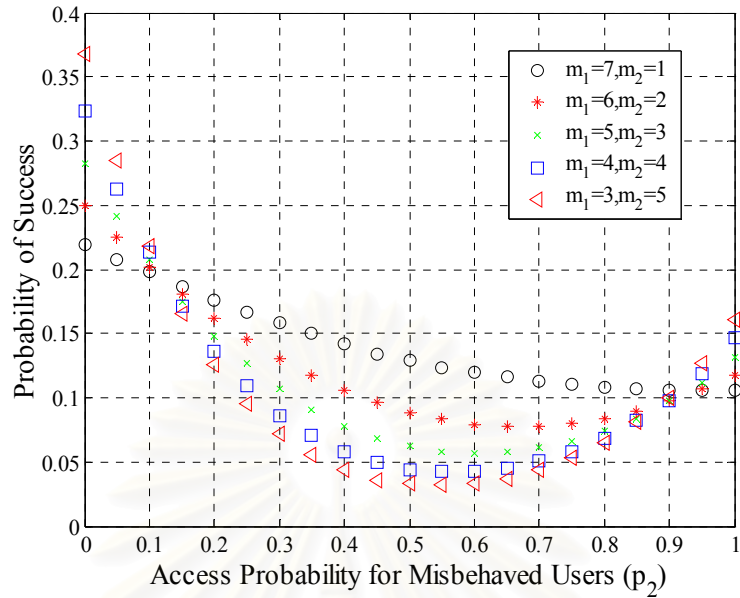 0.4
0.35
0.3
0.25
0.2
0.15
0.1
0.05
0
Probability of Success
m₁=7,m₂=1
m₁=6,m₂=2
m₁=5,m₂=3
m₁=4,m₂=4
m₁=3,m₂=5
0 0.1 0.2 0.3 0.4 0.5 0.6 0.7 0.8 0.9 1
Access Probability for Misbehaved Users (p₂)